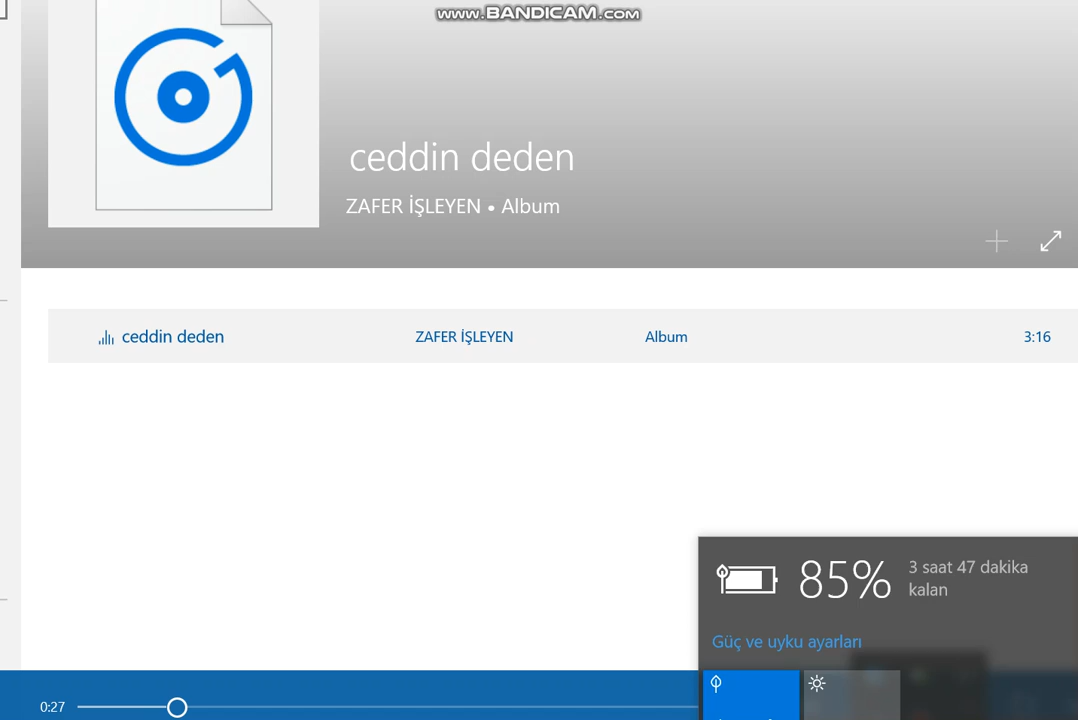 www.BANDICAM.com
ceddin deden
ZAFER İŞLEYEN • Album
ceddin deden ZAFER İŞLEYEN Album 3:16
85% 3 saat 47 dakika
kalan
Güç ve uyku ayarları
0:27